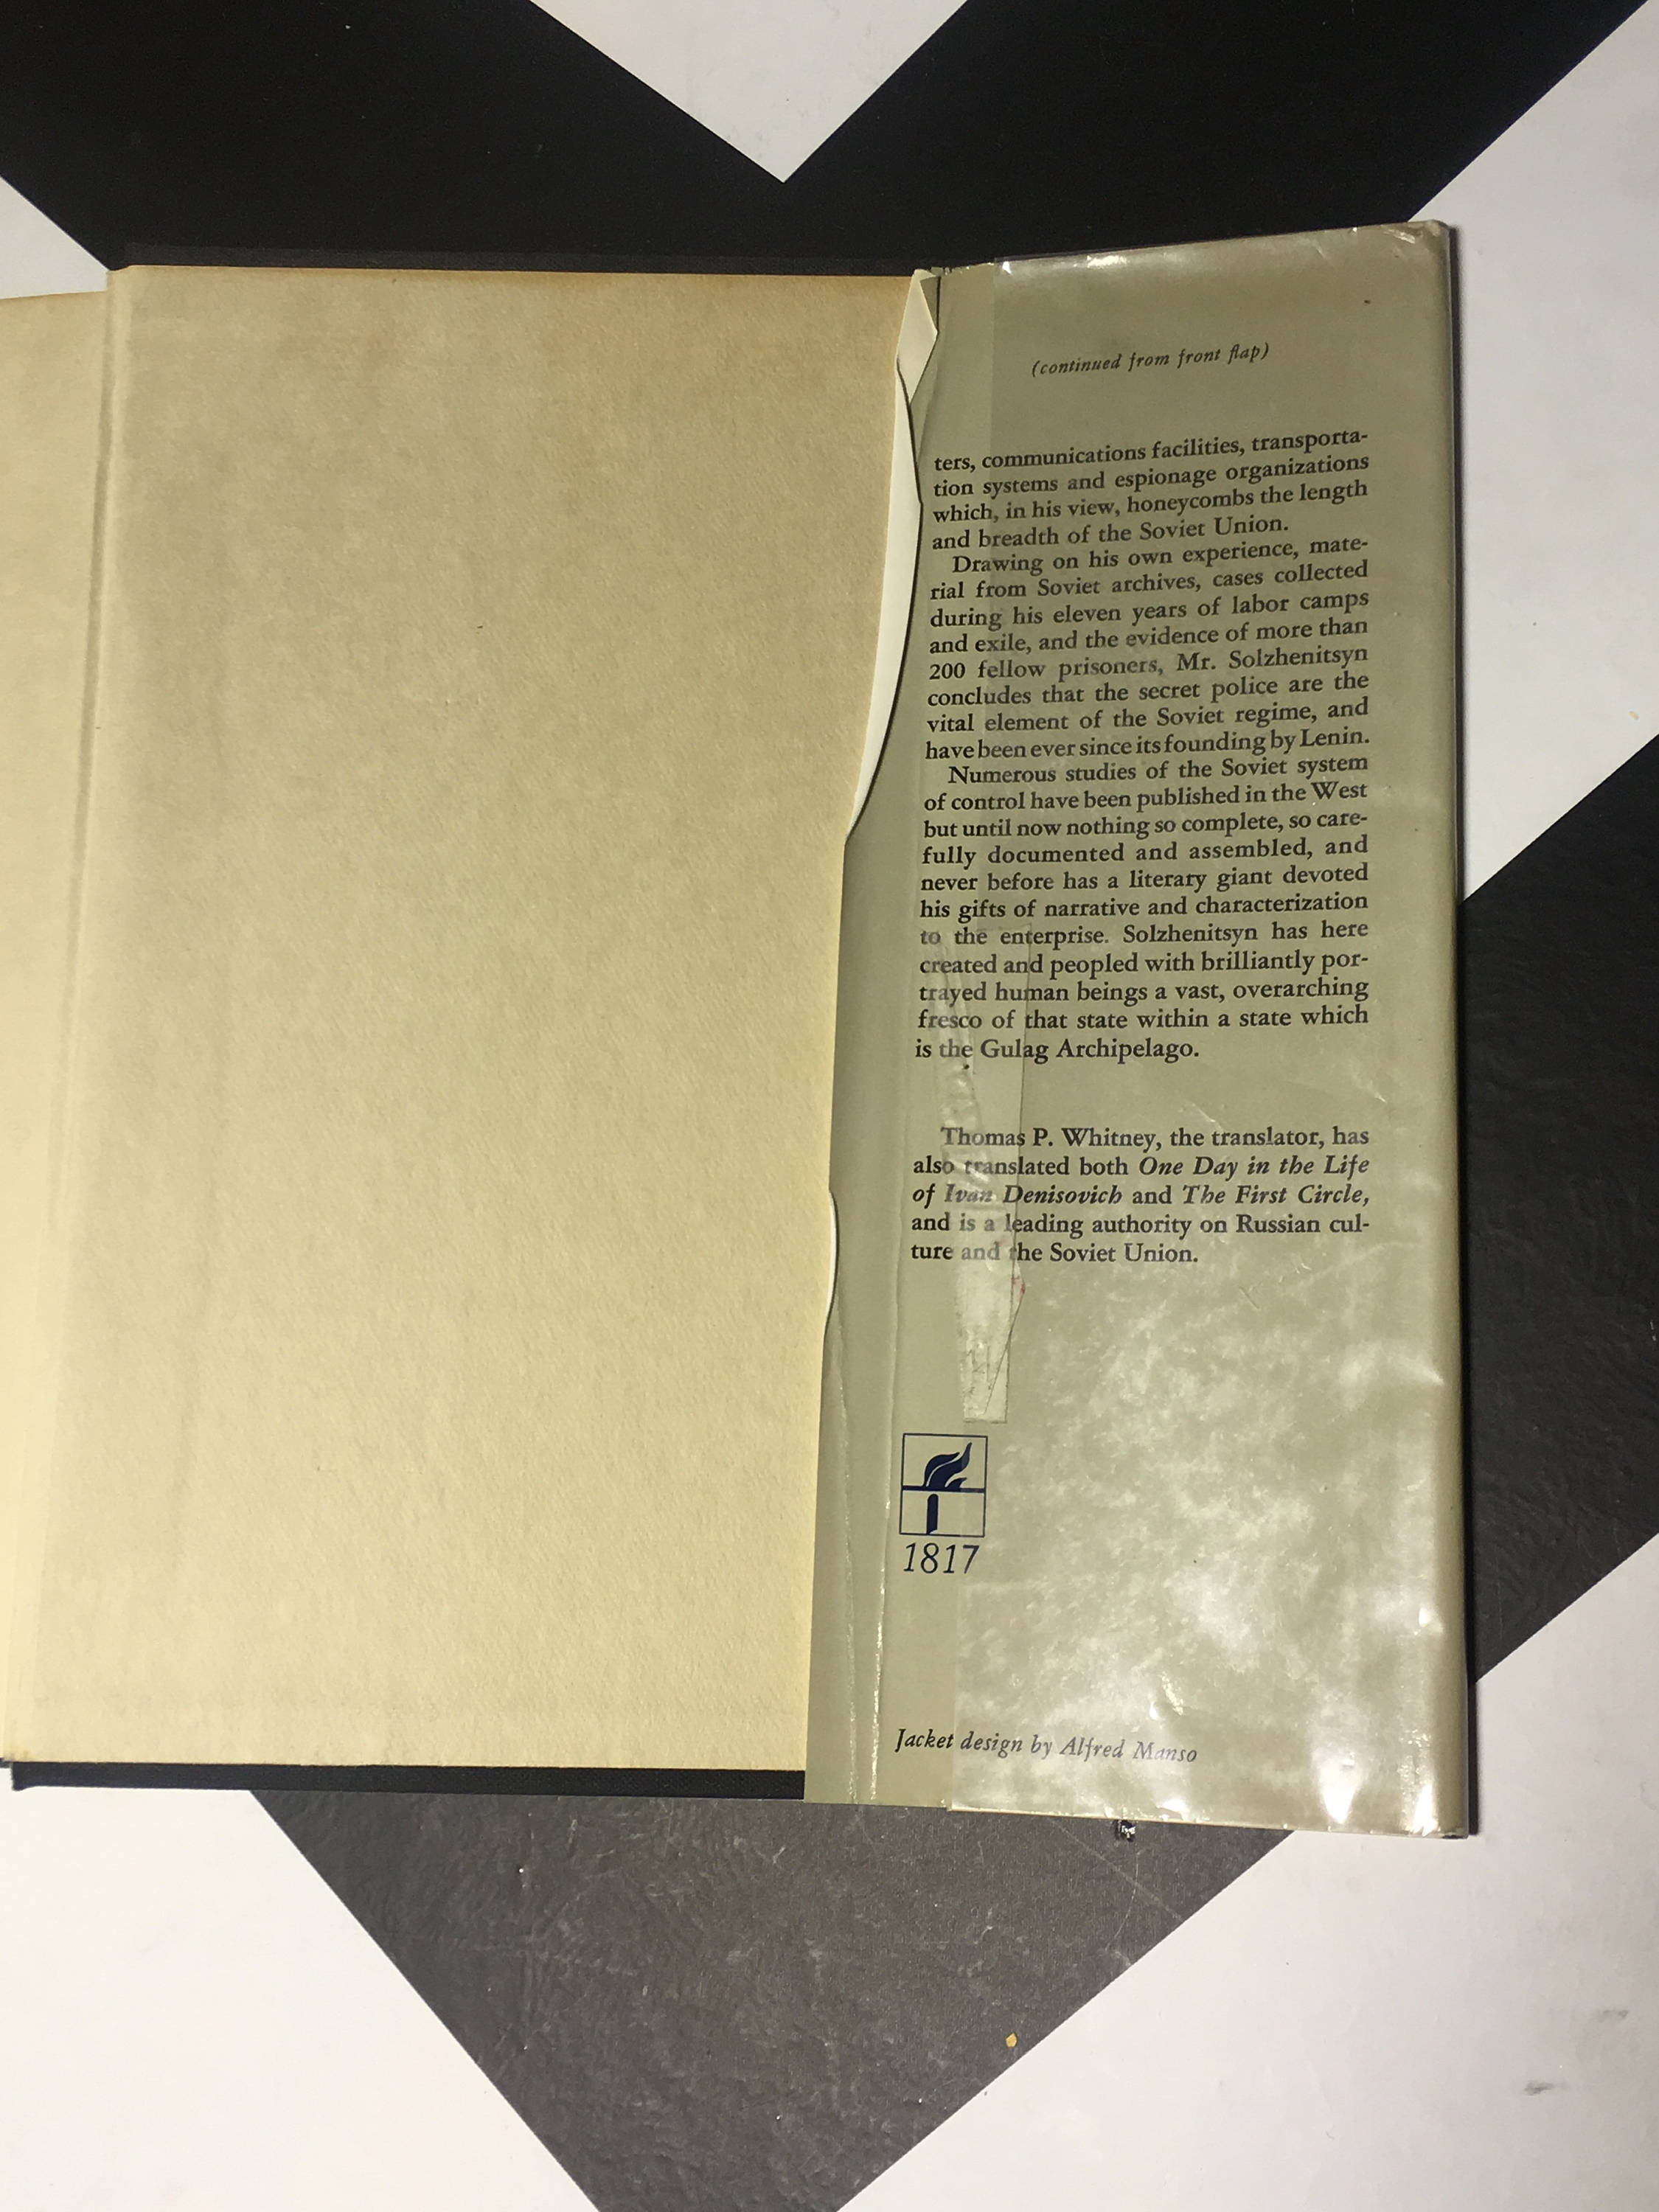 (continued from front flap)
ters, communications facilities, transporta-
tion systems and espionage organizations
which, in his view, honeycombs the length
and breadth of the Soviet Union.
Drawing on his own experience, mate-
rial from Soviet archives, cases collected
during his eleven years of labor camps
and exile, and the evidence of more than
200 fellow prisoners, Mr. Solzhenitsyn
concludes that the secret police are the
vital element of the Soviet regime, and
have been ever since its founding by Lenin.
Numerous studies of the Soviet system
of control have been published in the West
but until now nothing so complete, so care-
fully documented and assembled, and
never before has a literary giant devoted
his gifts of narrative and characterization
to the enterprise. Solzhenitsyn has here
created and peopled with brilliantly por-
trayed human beings a vast, overarching
fresco of that state within a state which
is the Gulag Archipelago.
Thomas P. Whitney, the translator, has
also translated both One Day in the Life
of Ivan Denisovich and The First Circle,
and is a leading authority on Russian cul-
ture and the Soviet Union.
1817
Jacket design by Alfred Manso